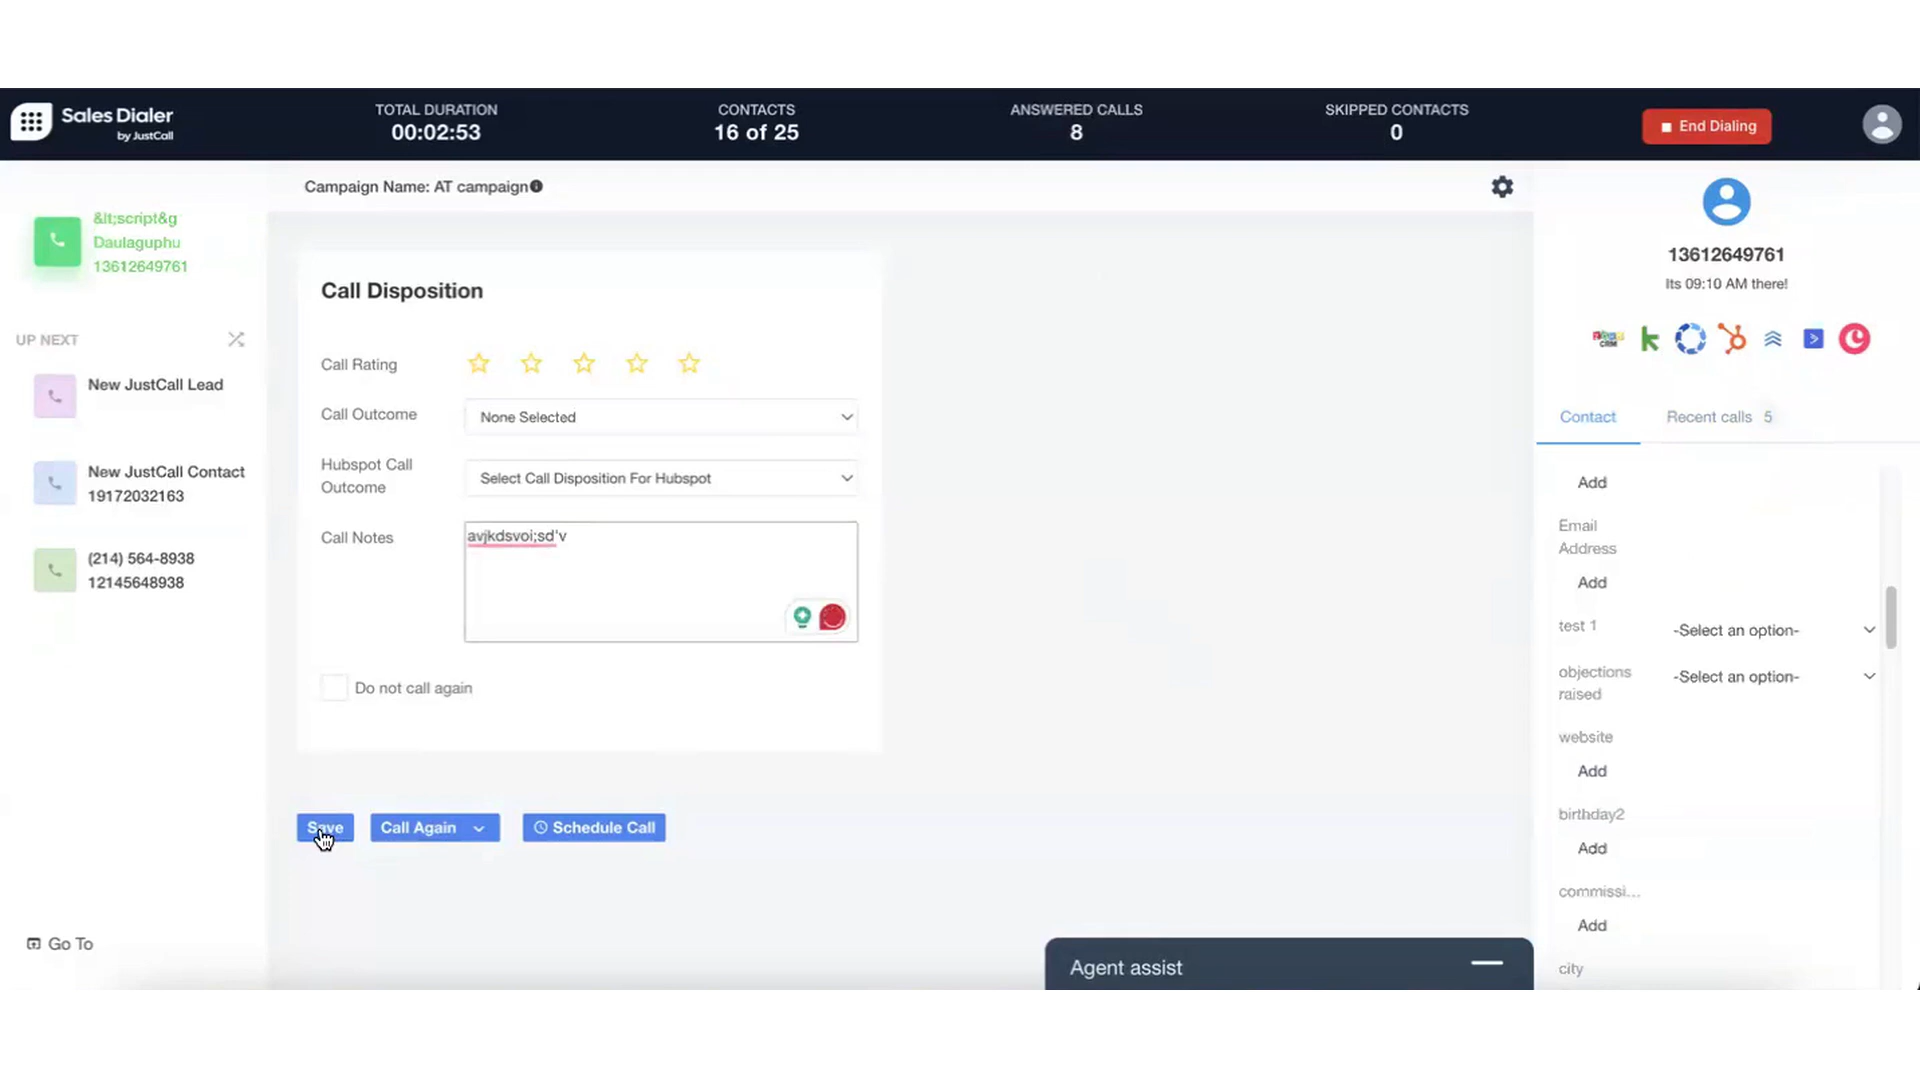 Sales Dialer
by JustCall
TOTAL DURATION
00:02:53
CONTACTS
16 of 25
ANSWERED CALLS
8
SKIPPED CONTACTS
0
End Dialing
&lt;script&g
Daulaguphu
13612649761
UP NEXT
New JustCall Lead
New JustCall Contact
19172032163
(214) 564-8938
12145648938
Go To
Campaign Name: AT campaign
Call Disposition
Call Rating
Call Outcome
None Selected
Hubspot Call
Outcome
Select Call Disposition For Hubspot
Call Notes
avjkdsvoi;sd'v
Do not call again
Save
Call Again
Schedule Call
Agent assist
13612649761
Its 09:10 AM there!
CRM
Contact
Recent calls 5
Add
Email
Address
Add
test 1
-Select an option-
objections
raised
-Select an option-
website
Add
birthday2
Add
commissi...
Add
city